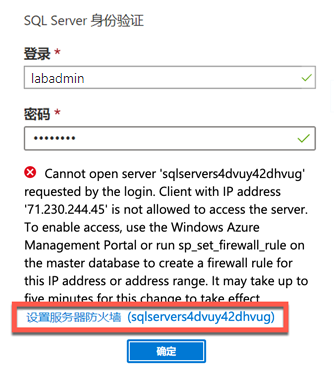 SQL Server 身份验证
登录 *
labadmin
密码 *
••••••••
Cannot open server 'sqlservers4dvuy42dhvug'
requested by the login. Client with IP address
'71.230.244.45' is not allowed to access the server.
To enable access, use the Windows Azure
Management Portal or run sp_set_firewall_rule on
the master database to create a firewall rule for
this IP address or address range. It may take up to
five minutes for this change to take effect.
设置服务器防火墙 (sqlservers4dvuy42dhvug)
确定